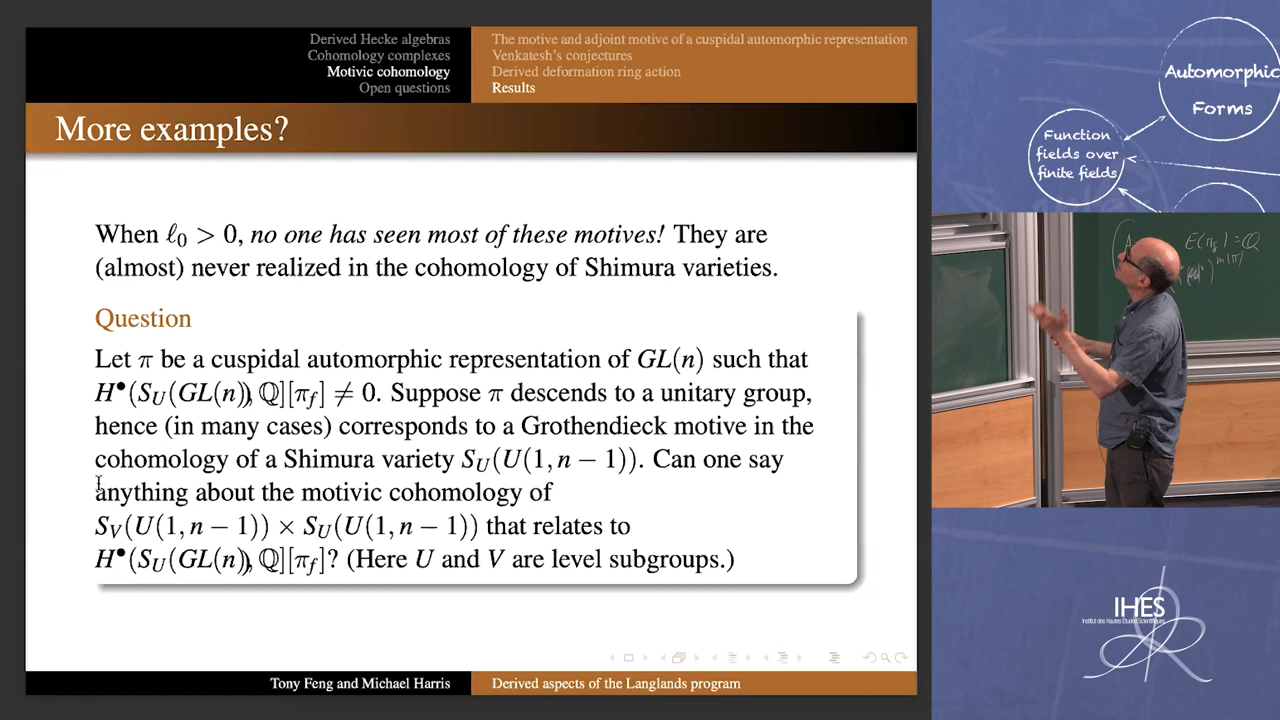 Derived Hecke algebras
Cohomology complexes
Motivic cohomology
Open questions
The motive and adjoint motive of a cuspidal automorphic representation
Venkatesh's conjectures
Derived deformation ring action
Results
More examples?
When ℓ₀ > 0, no one has seen most of these motives! They are
(almost) never realized in the cohomology of Shimura varieties.
Question
Let π be a cuspidal automorphic representation of GL(n) such that
H•(S_U(GL(n)), ℚ][π_f] ≠ 0. Suppose π descends to a unitary group,
hence (in many cases) corresponds to a Grothendieck motive in the
cohomology of a Shimura variety S_U(U(1, n − 1)). Can one say
anything about the motivic cohomology of
S_V(U(1, n − 1)) × S_U(U(1, n − 1)) that relates to
H•(S_U(GL(n)), ℚ][π_f]? (Here U and V are level subgroups.)
Tony Feng and Michael Harris
Derived aspects of the Langlands program
Automorphic
Forms
Function
fields over
finite fields
E(π_f) = ℚ
m(π)
IHES
Institut des Hautes Études Scientifiques